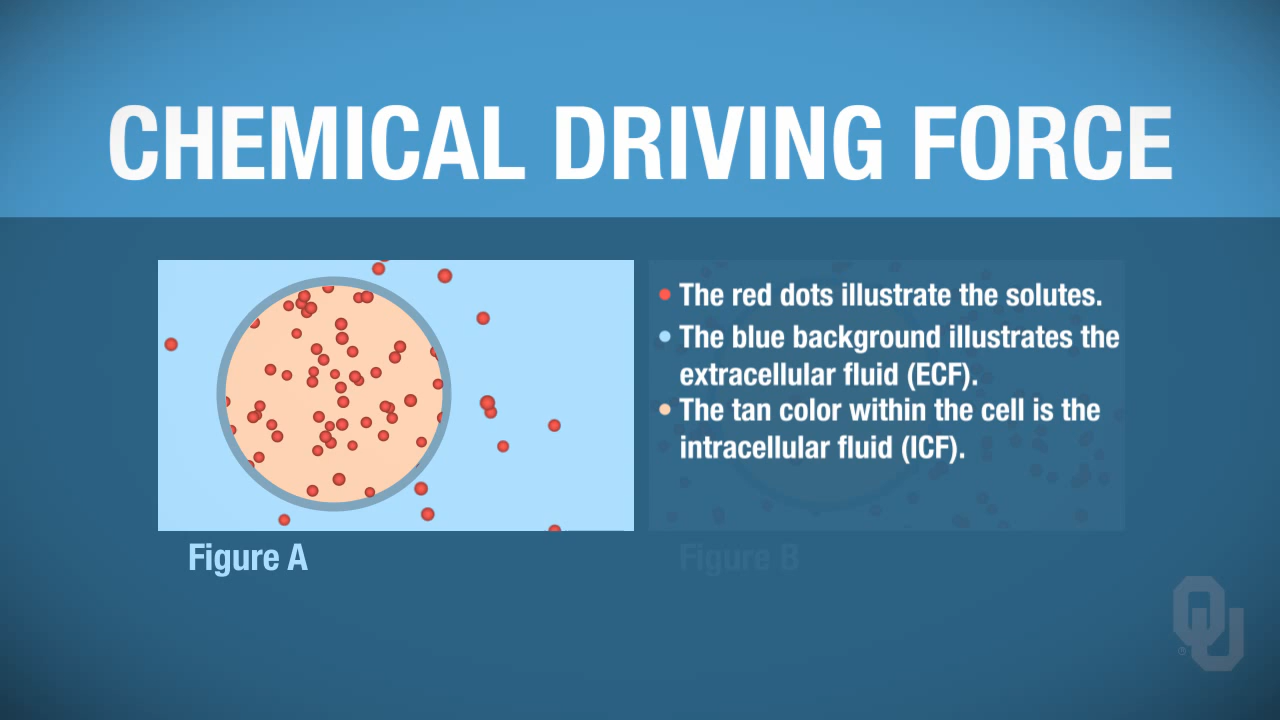 CHEMICAL DRIVING FORCE
• The red dots illustrate the solutes.
• The blue background illustrates the
extracellular fluid (ECF).
• The tan color within the cell is the
intracellular fluid (ICF).
Figure A
Figure B
OU
®